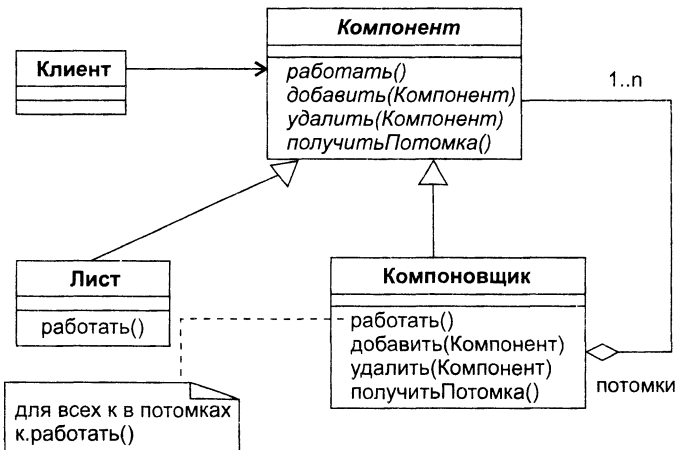 Компонент
Клиент
работать()
добавить(Компонент)
удалить(Компонент)
получитьПотомка()
1..n
Лист
работать()
Компоновщик
работать()
добавить(Компонент)
удалить(Компонент)
получитьПотомка()
потомки
для всех к в потомках
к.работать()